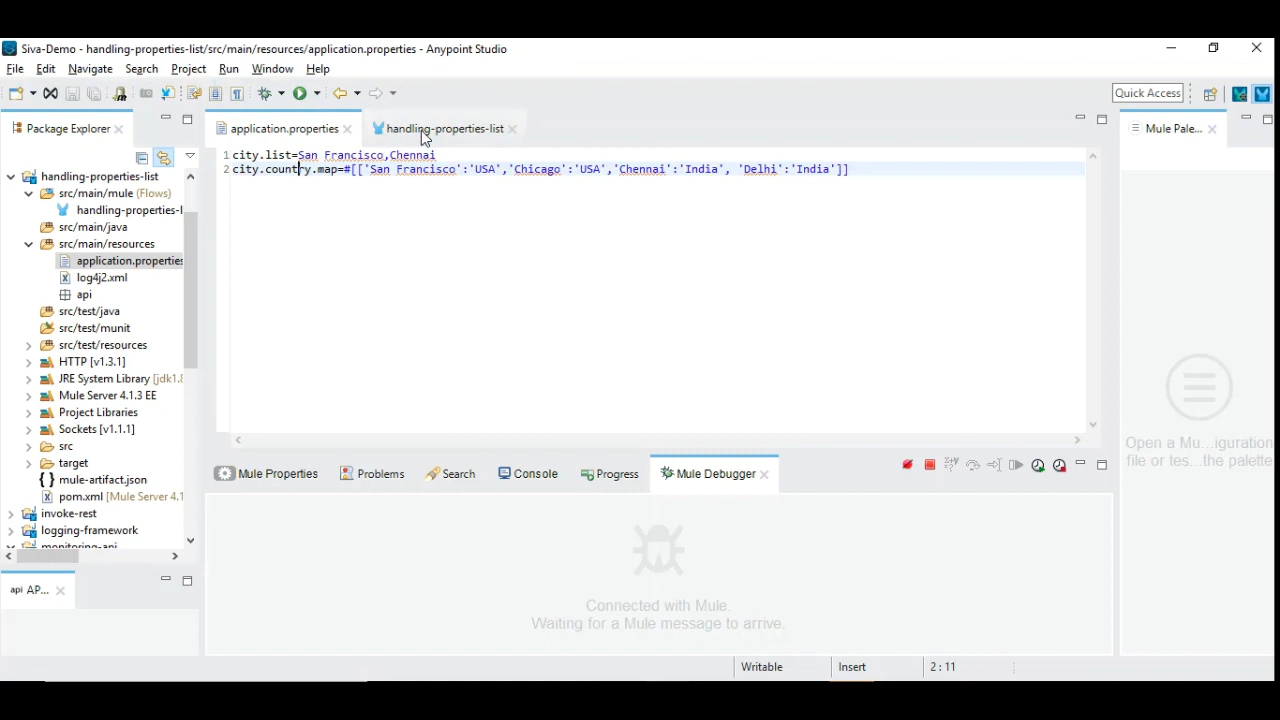 Siva-Demo - handling-properties-list/src/main/resources/application.properties - Anypoint Studio
File Edit Navigate Search Project Run Window Help
Quick Access
Package Explorer
application.properties
handling-properties-list
Mule Pale...
1 city.list=San Francisco,Chennai
2 city.country.map=#[['San Francisco':'USA','Chicago':'USA','Chennai':'India', 'Delhi':'India']]
handling-properties-list
src/main/mule (Flows)
handling-properties-l
src/main/java
src/main/resources
application.properties
log4j2.xml
api
src/test/java
src/test/munit
src/test/resources
HTTP [v1.3.1]
JRE System Library [jdk1.8
Mule Server 4.1.3 EE
Project Libraries
Sockets [v1.1.1]
src
target
mule-artifact.json
pom.xml [Mule Server 4.1
invoke-rest
logging-framework
monitoring-api
Open a Mu...iguration
file or tes...the palette
Mule Properties Problems Search Console Progress Mule Debugger
Connected with Mule.
Waiting for a Mule message to arrive.
api AP...
Writable Insert 2 : 11